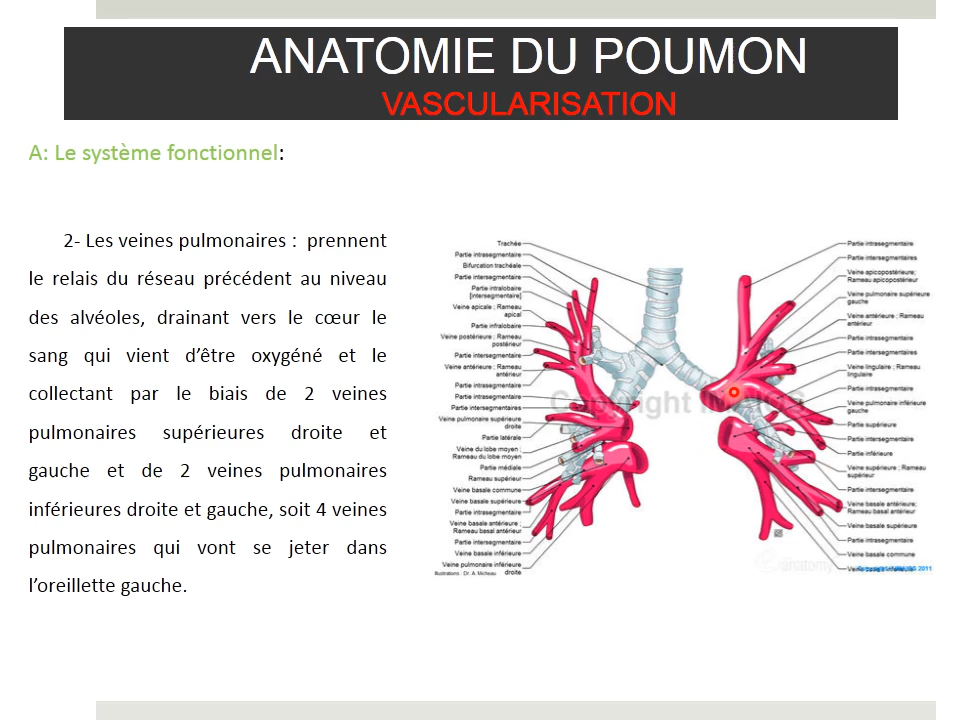 ANATOMIE DU POUMON
VASCULARISATION
A: Le système fonctionnel:
2- Les veines pulmonaires : prennent
le relais du réseau précédent au niveau
des alvéoles, drainant vers le cœur le
sang qui vient d’être oxygéné et le
collectant par le biais de 2 veines
pulmonaires supérieures droite et
gauche et de 2 veines pulmonaires
inférieures droite et gauche, soit 4 veines
pulmonaires qui vont se jeter dans
l’oreillette gauche.
Trachée
Partie intrasegmentaire
Bifurcation trachéale
Partie intersegmentaire
Partie intralobaire
[intersegmentaire]
Veine apicale ; Rameau
apical
Partie infralobaire
Veine postérieure ; Rameau
postérieur
Partie intersegmentaire
Veine antérieure ; Rameau
antérieur
Partie intrasegmentaire
Partie intrasegmentaire
Partie intersegmentaires
Veine pulmonaire supérieure
droite
Partie latérale
Veine du lobe moyen ;
Rameau du lobe moyen
Partie médiale
Rameau supérieur
Veine basale commune
Veine basale supérieure
Partie intrasegmentaire
Veine basale antérieure ;
Rameau basal antérieur
Partie intersegmentaire
Veine basale inférieure
Veine pulmonaire inférieure
droite
Illustrations : Dr. A. Micheau
Partie intrasegmentaire
Partie intersegmentaires
Veine apicopostérieure;
Rameau apicopostérieur
Veine pulmonaire supérieure
gauche
Veine antérieure ; Rameau
antérieur
Partie intrasegmentaire
Partie intersegmentaires
Veine lingulaire ; Rameau
lingulaire
Partie intrasegmentaire
Veine pulmonaire inférieure
gauche
Partie supérieure
Partie intersegmentaire
Partie inférieure
Veine supérieure ; Rameau
supérieur
Partie intersegmentaire
Veine basale antérieure;
Rameau basal antérieur
Veine basale supérieure
Partie intrasegmentaire
Veine basale commune
Copyright
anatomy
2011